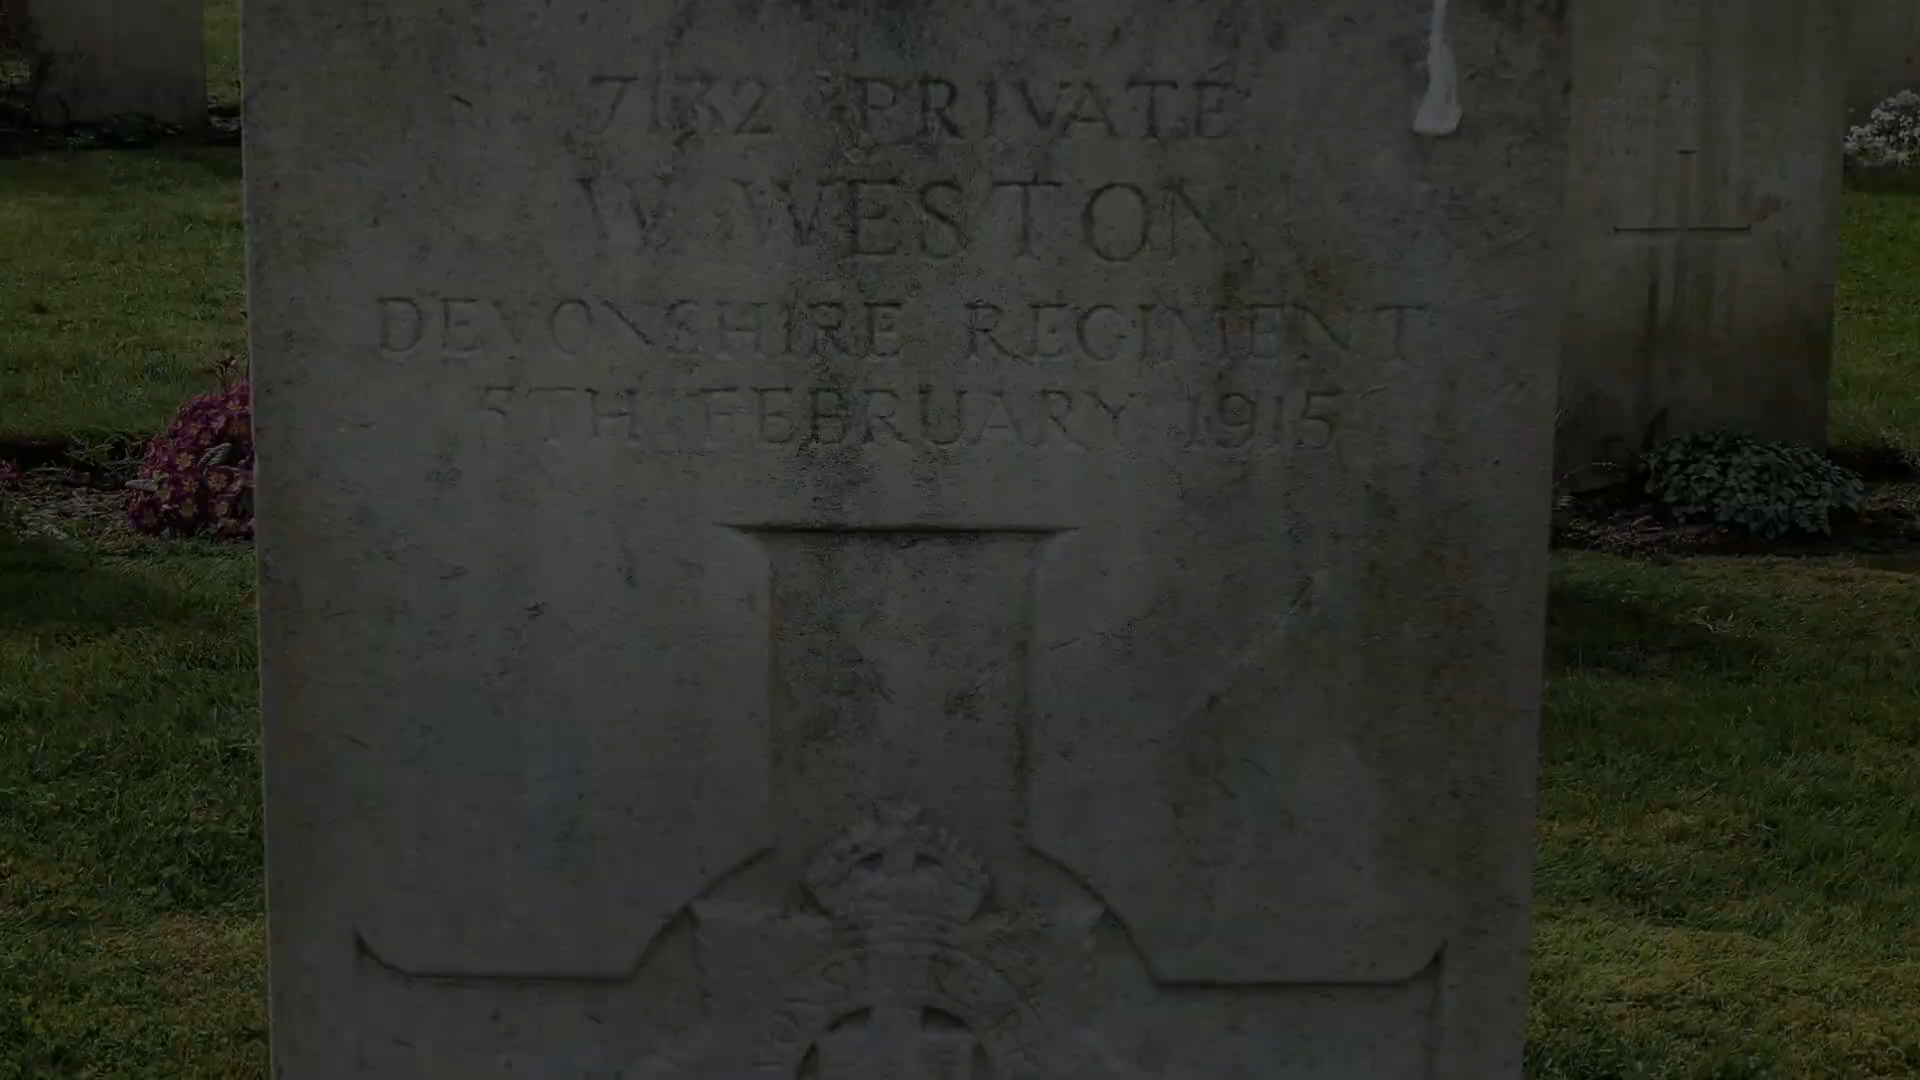 7132 PRIVATE
W. WESTON
DEVONSHIRE REGIMENT
5TH FEBRUARY 1915